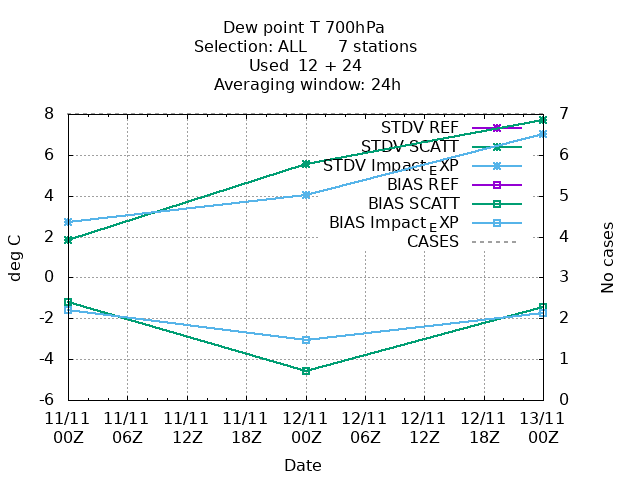 Dew point T 700hPa
Selection: ALL 7 stations
Used 12 + 24
Averaging window: 24h
8 7
STDV REF
STDV SCATT
6 6
STDV Impact_EXP
BIAS REF
4 5
BIAS SCATT
BIAS Impact_EXP
2 4
CASES
deg C
No cases
0 3
-2 2
-4 1
-6 0
11/11 11/11 11/11 11/11 12/11 12/11 12/11 12/11 13/11
00Z 06Z 12Z 18Z 00Z 06Z 12Z 18Z 00Z
Date